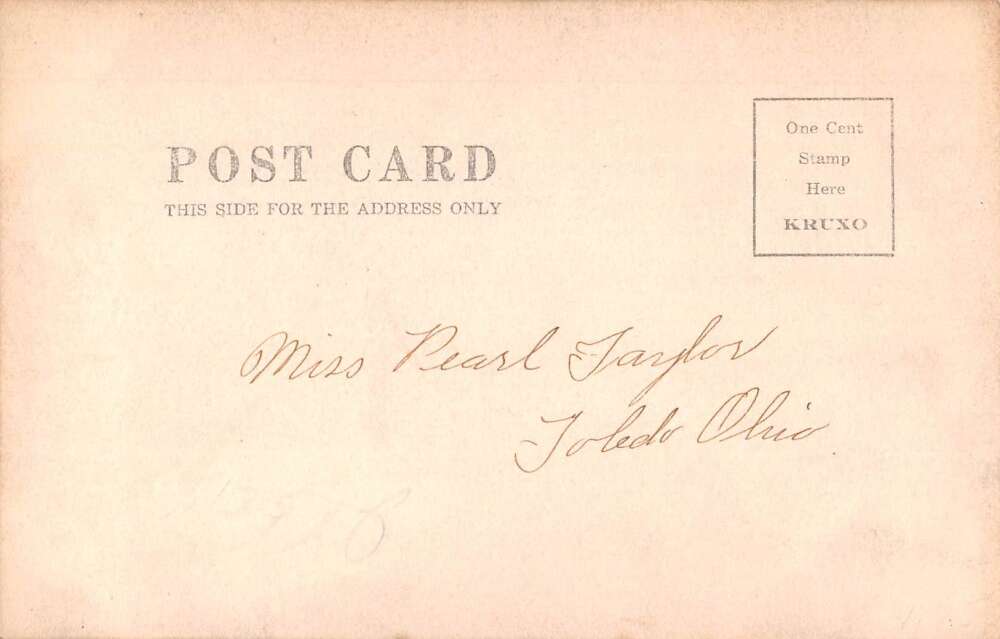 POST CARD
THIS SIDE FOR THE ADDRESS ONLY
One Cent
Stamp
Here
KRUXO
Miss Pearl Taylor
Toledo Ohio